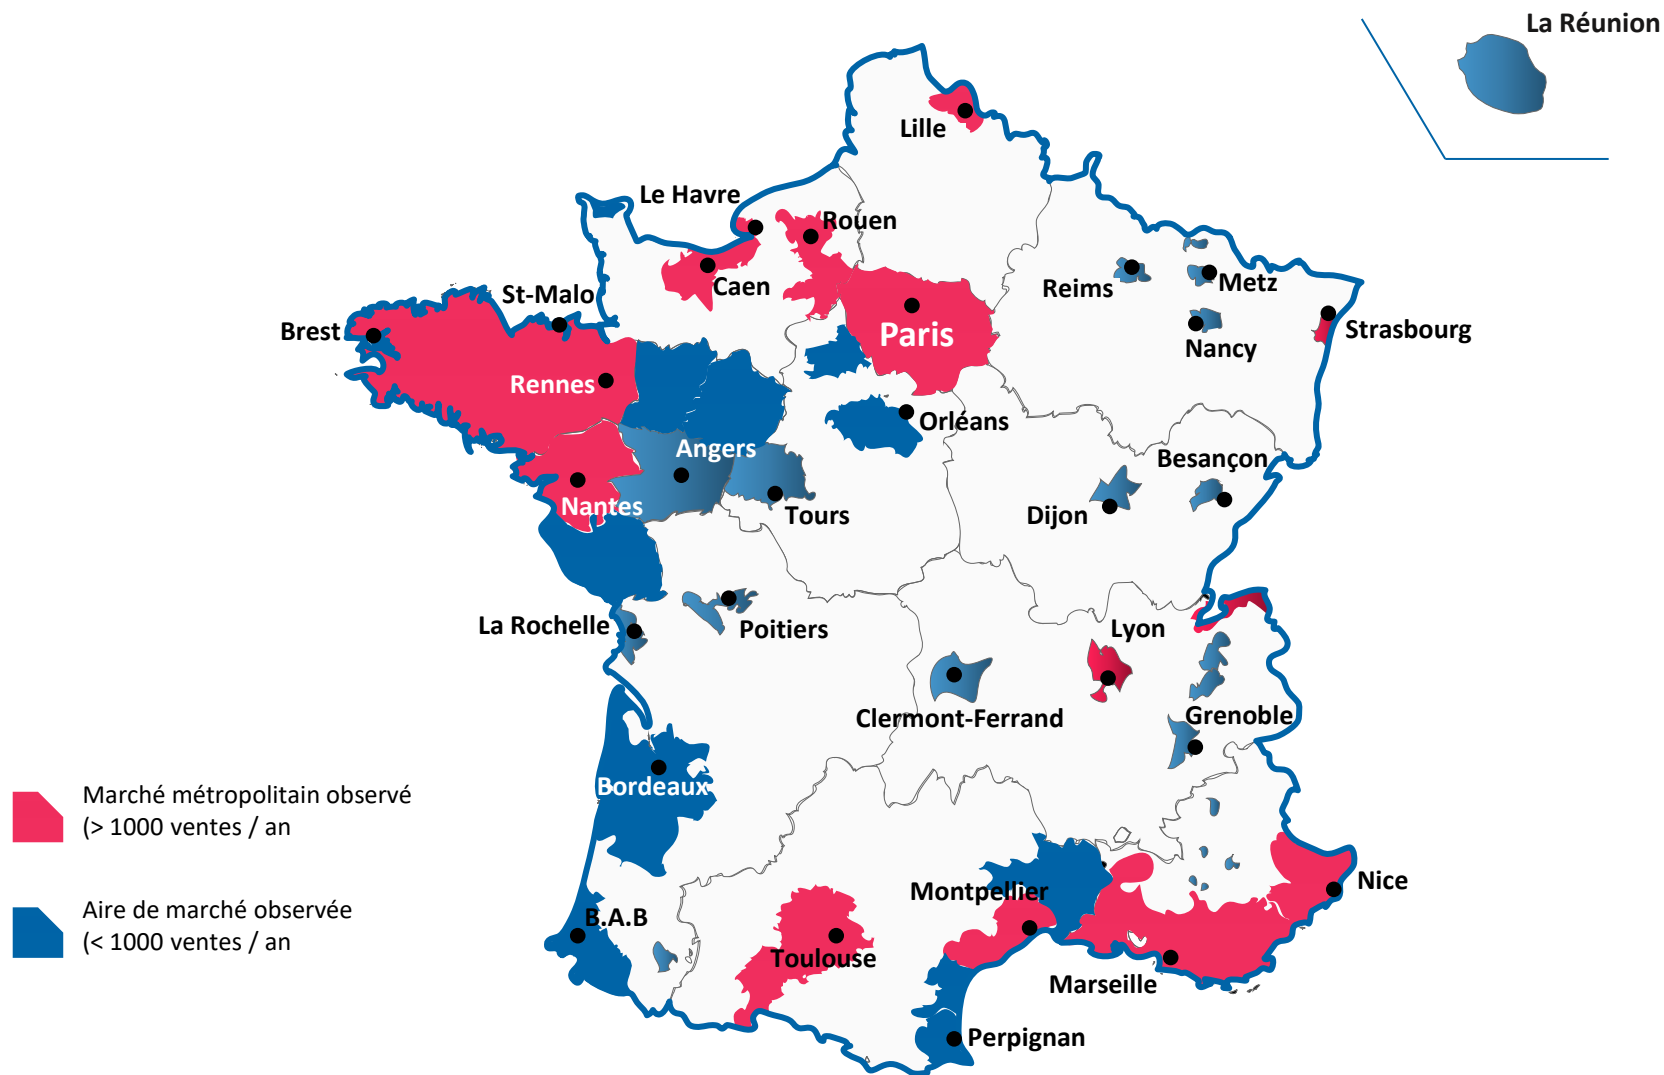 La Réunion
Lille
Le Havre
Rouen
Caen
Reims
Metz
St-Malo
Brest
Paris
Nancy
Strasbourg
Rennes
Orléans
Angers
Besançon
Nantes
Tours
Dijon
La Rochelle
Poitiers
Lyon
Clermont-Ferrand
Grenoble
Bordeaux
Marché métropolitain observé
(> 1000 ventes / an
Aire de marché observée
(< 1000 ventes / an
Montpellier
Nice
B.A.B
Toulouse
Marseille
Perpignan